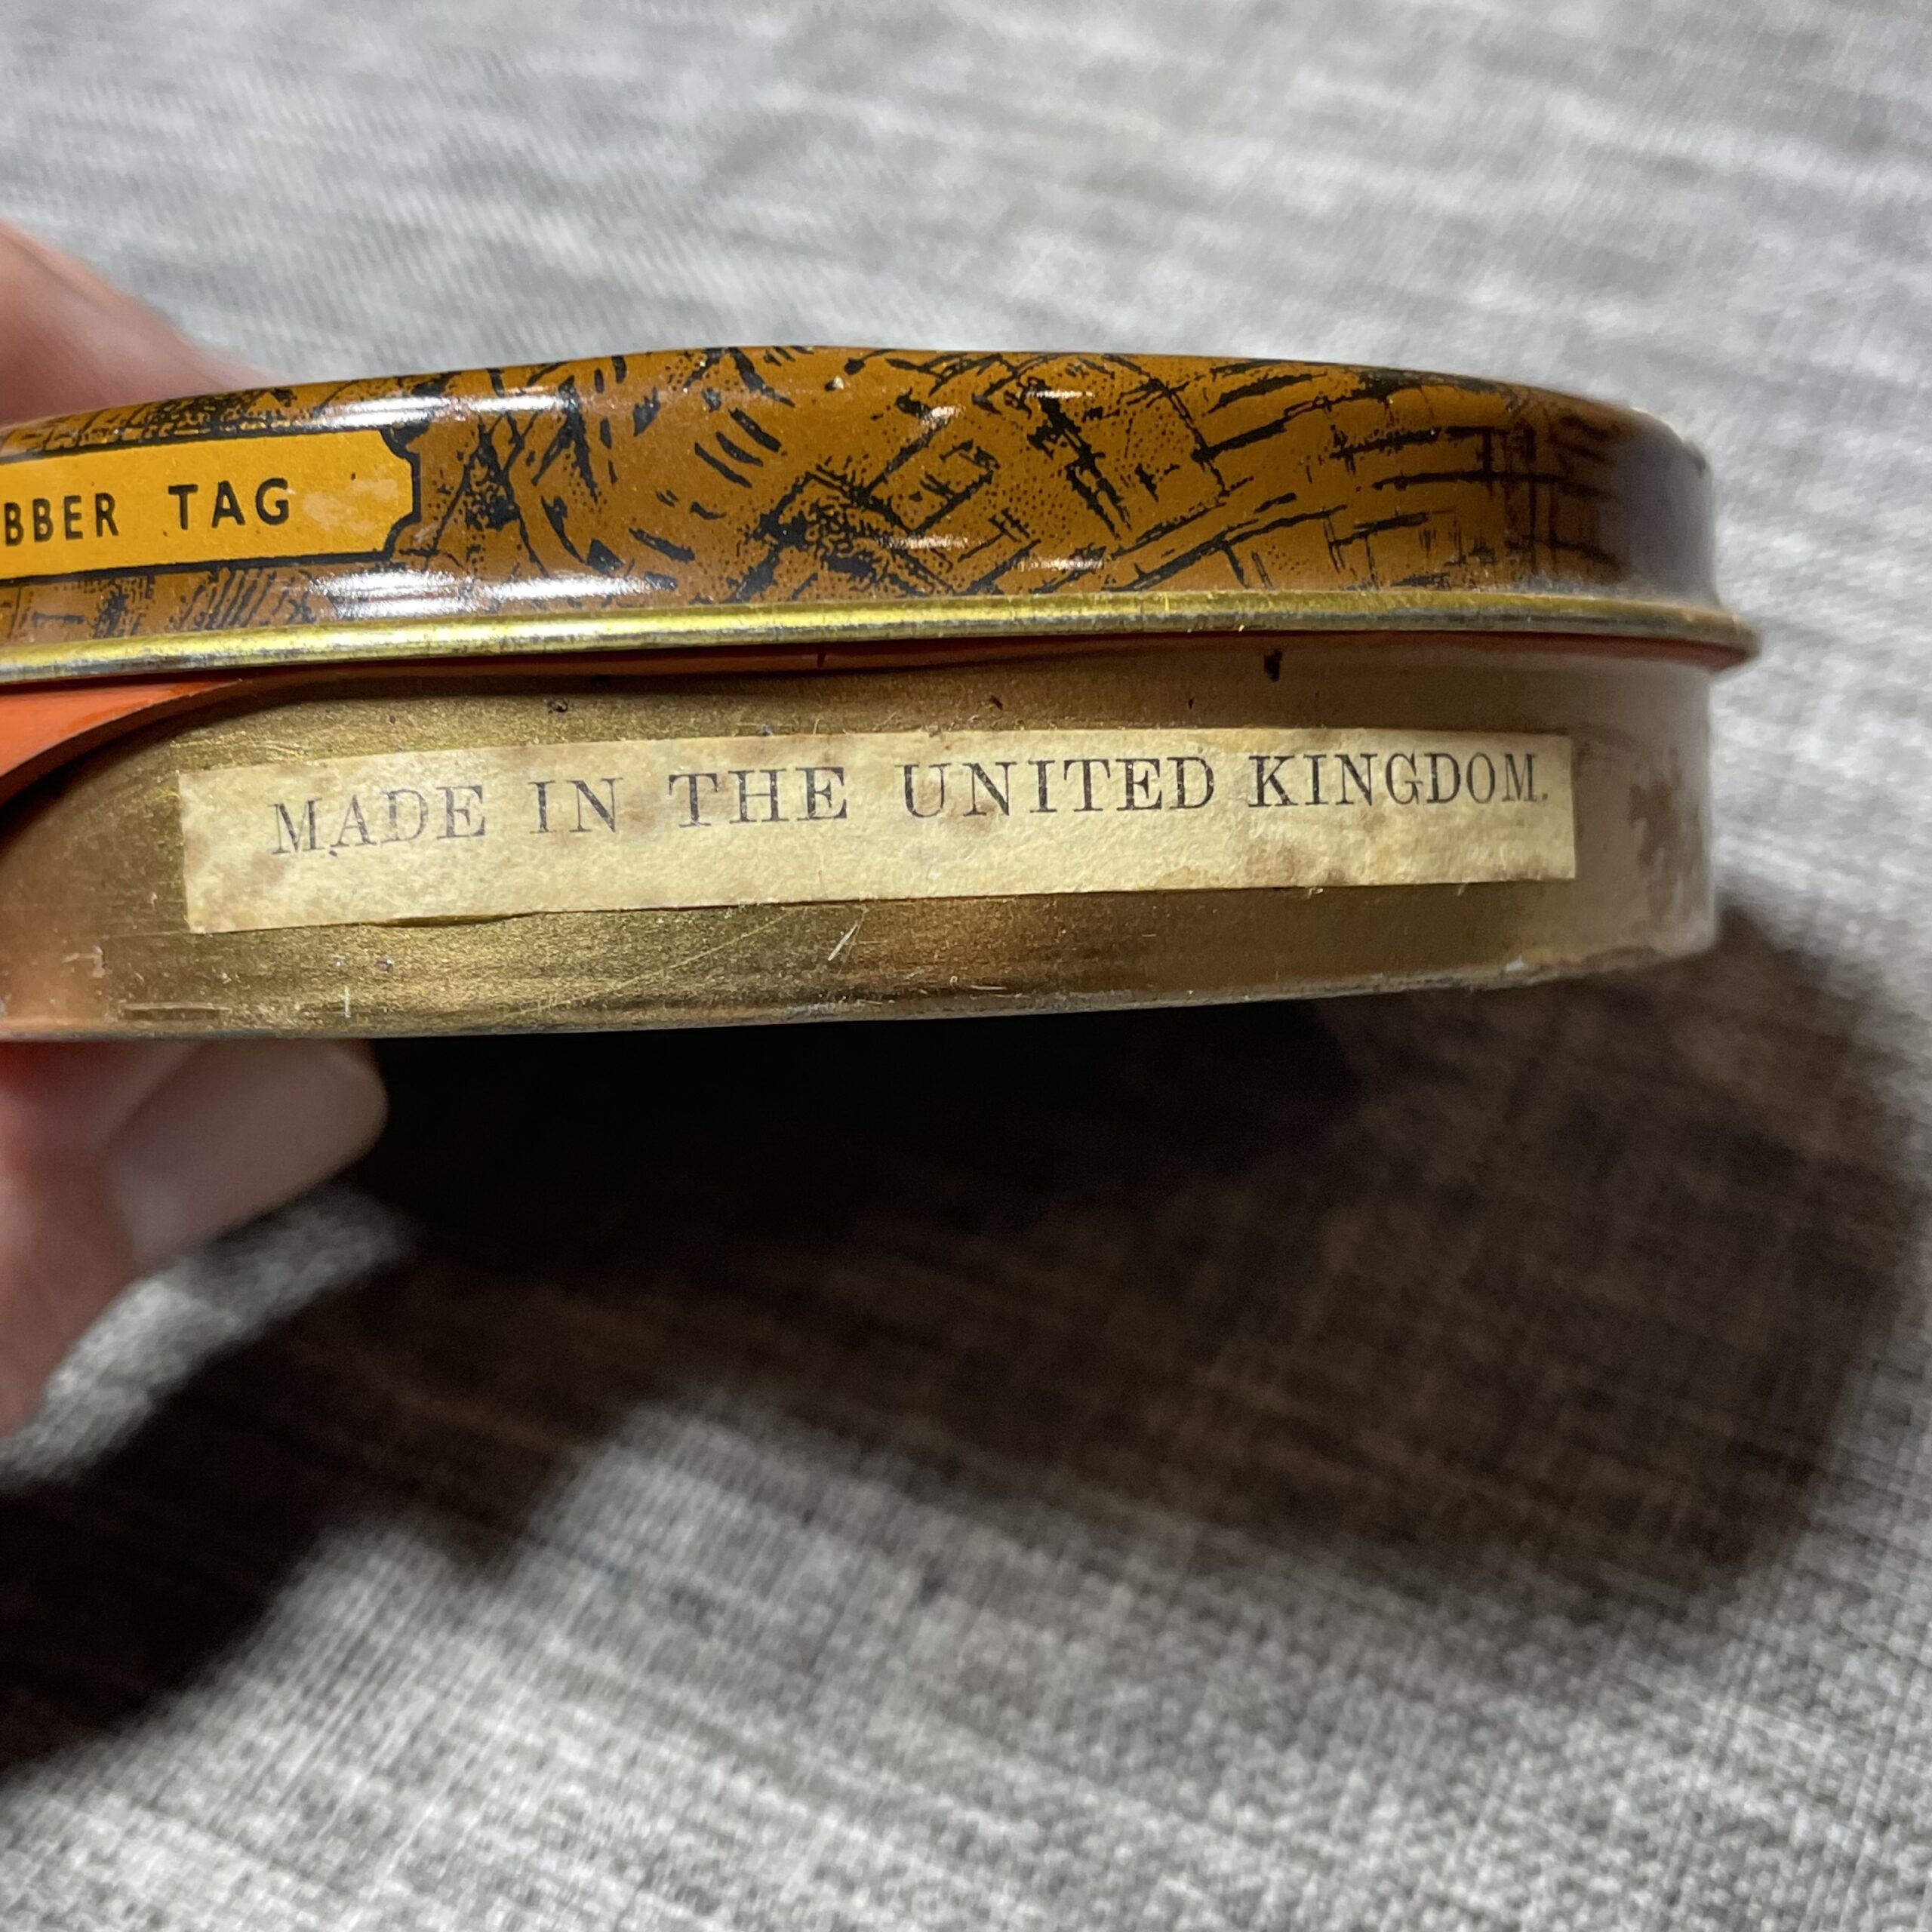 BBER TAG
MADE IN THE UNITED KINGDOM.